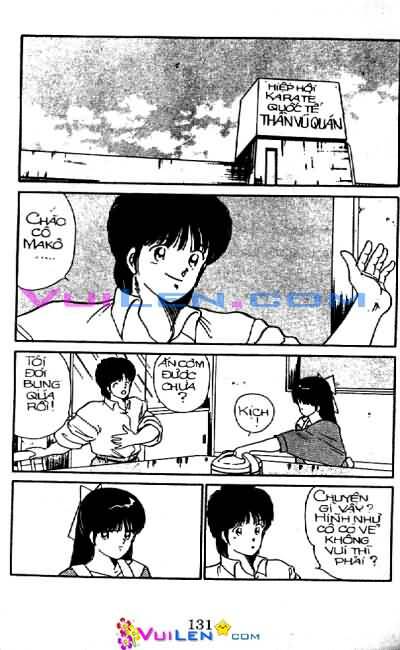 HIỆP HỘI
KARATE
QUỐC TẾ
THẦN VŨ QUÁN
CHÀO
CÔ
MAKÔ
.....
VUILEN.COM
TÔI
ĐÓI
BỤNG
QUÁ
RỒI!
ĂN CƠM
ĐƯỢC
CHƯA
?
KỊCH
!
CHUYỆN
GÌ VẬY?
HÌNH NHƯ
CÔ CÓ VẺ
KHÔNG
VUI THÌ
PHẢI ?
131
VUILEN.COM